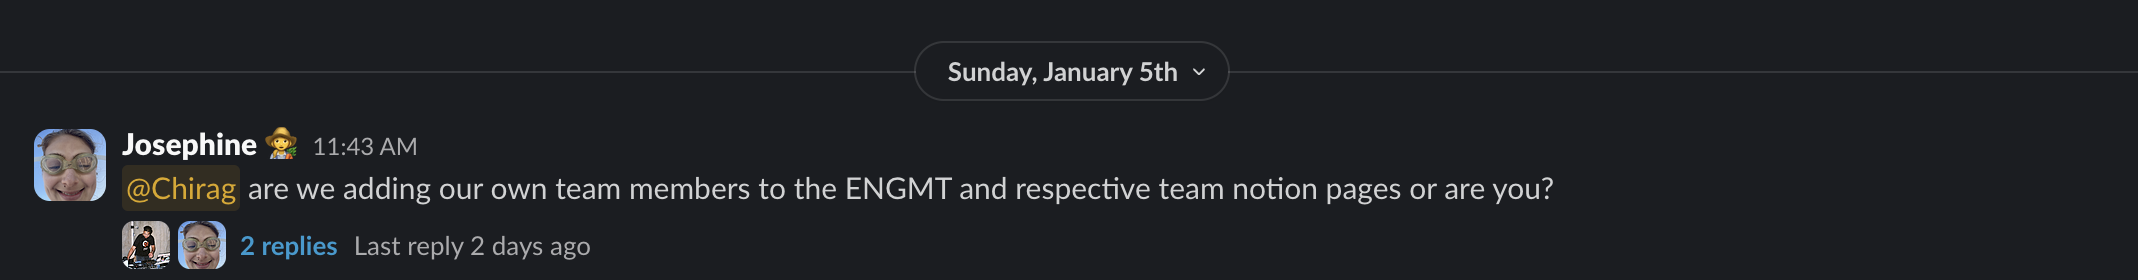 Sunday, January 5th
Josephine 11:43 AM
@Chirag are we adding our own team members to the ENGMT and respective team notion pages or are you?
2 replies Last reply 2 days ago